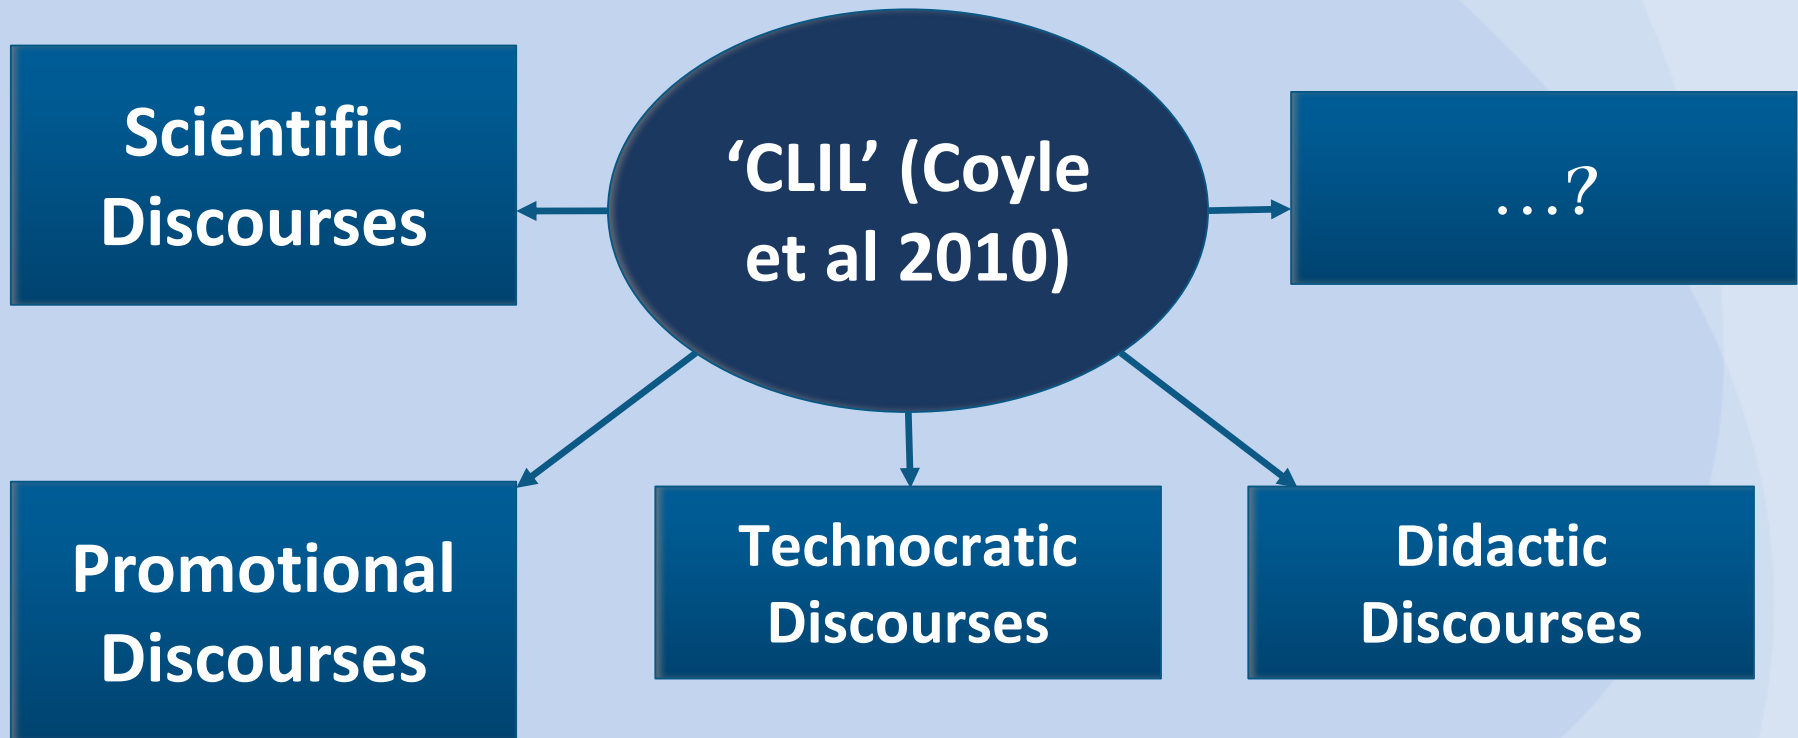 Scientific
Discourses
‘CLIL’ (Coyle
et al 2010)
...?
Promotional
Discourses
Technocratic
Discourses
Didactic
Discourses